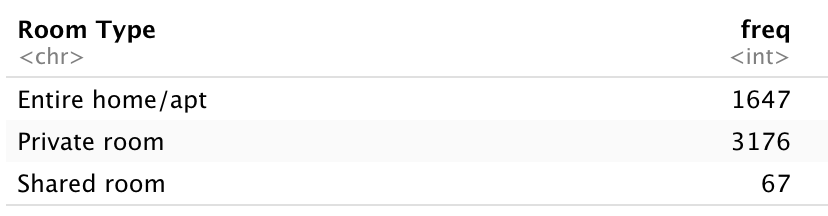 Room Type freq
<chr> <int>
Entire home/apt 1647
Private room 3176
Shared room 67